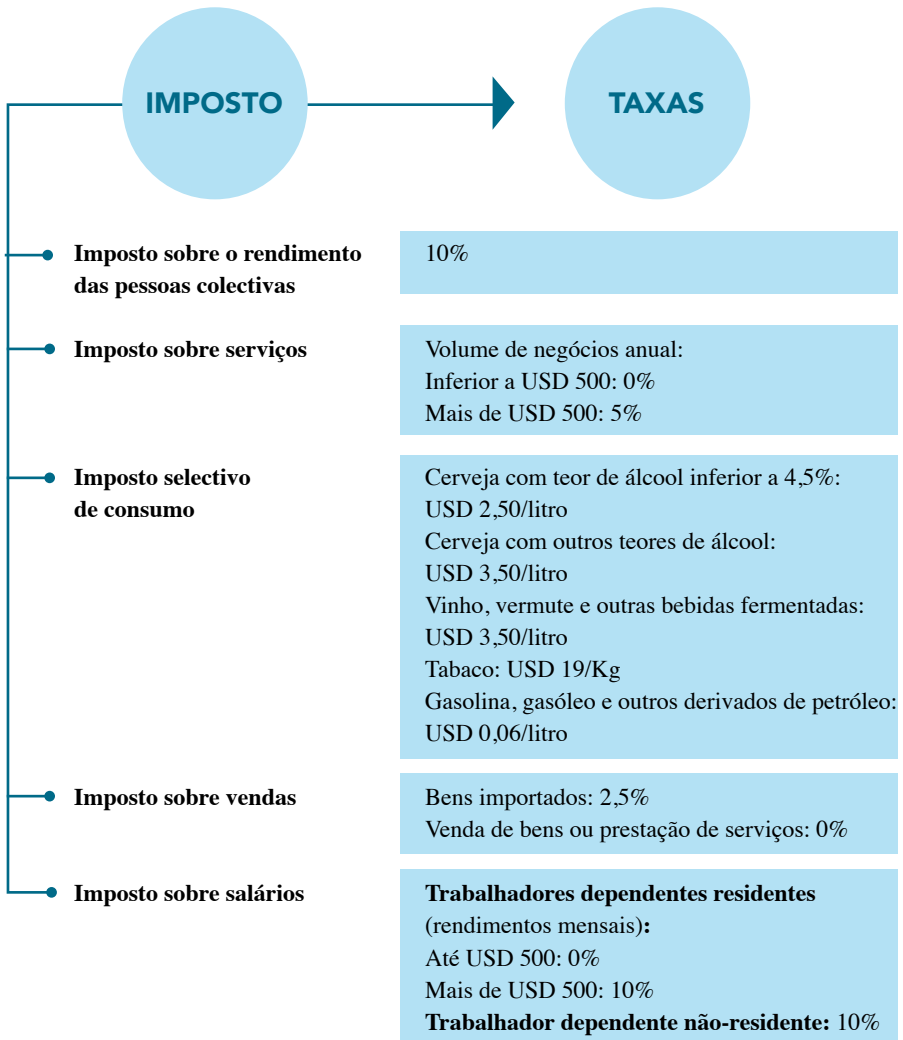 IMPOSTO
TAXAS
Imposto sobre o rendimento
das pessoas colectivas
10%
Imposto sobre serviços
Volume de negócios anual:
Inferior a USD 500: 0%
Mais de USD 500: 5%
Imposto selectivo
de consumo
Cerveja com teor de álcool inferior a 4,5%:
USD 2,50/litro
Cerveja com outros teores de álcool:
USD 3,50/litro
Vinho, vermute e outras bebidas fermentadas:
USD 3,50/litro
Tabaco: USD 19/Kg
Gasolina, gasóleo e outros derivados de petróleo:
USD 0,06/litro
Imposto sobre vendas
Bens importados: 2,5%
Venda de bens ou prestação de serviços: 0%
Imposto sobre salários
Trabalhadores dependentes residentes
(rendimentos mensais):
Até USD 500: 0%
Mais de USD 500: 10%
Trabalhador dependente não-residente: 10%